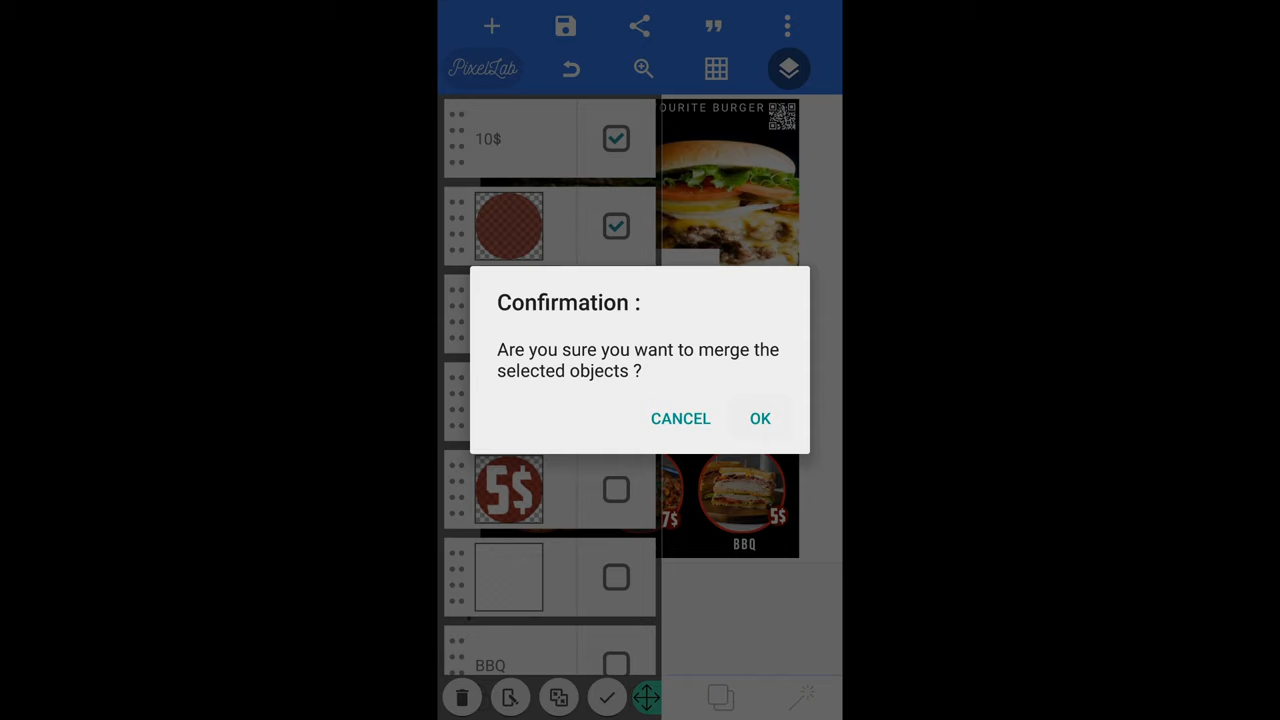 PixelLab
10$
OURITE BURGER
Confirmation :
Are you sure you want to merge the
selected objects ?
CANCEL
OK
5$
7$
5$
BBQ
BBQ